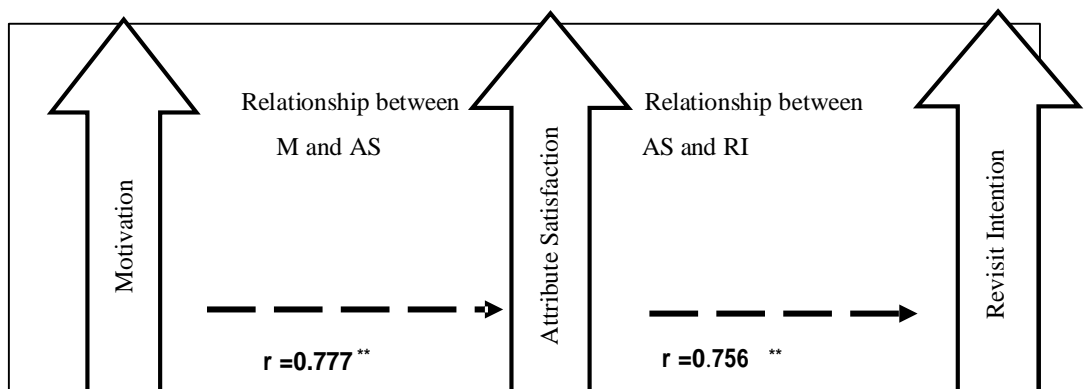 Relationship between
M and AS
Relationship between
AS and RI
Motivation
Attribute Satisfaction
Revisit Intention
r =0.777 **
r =0.756 **